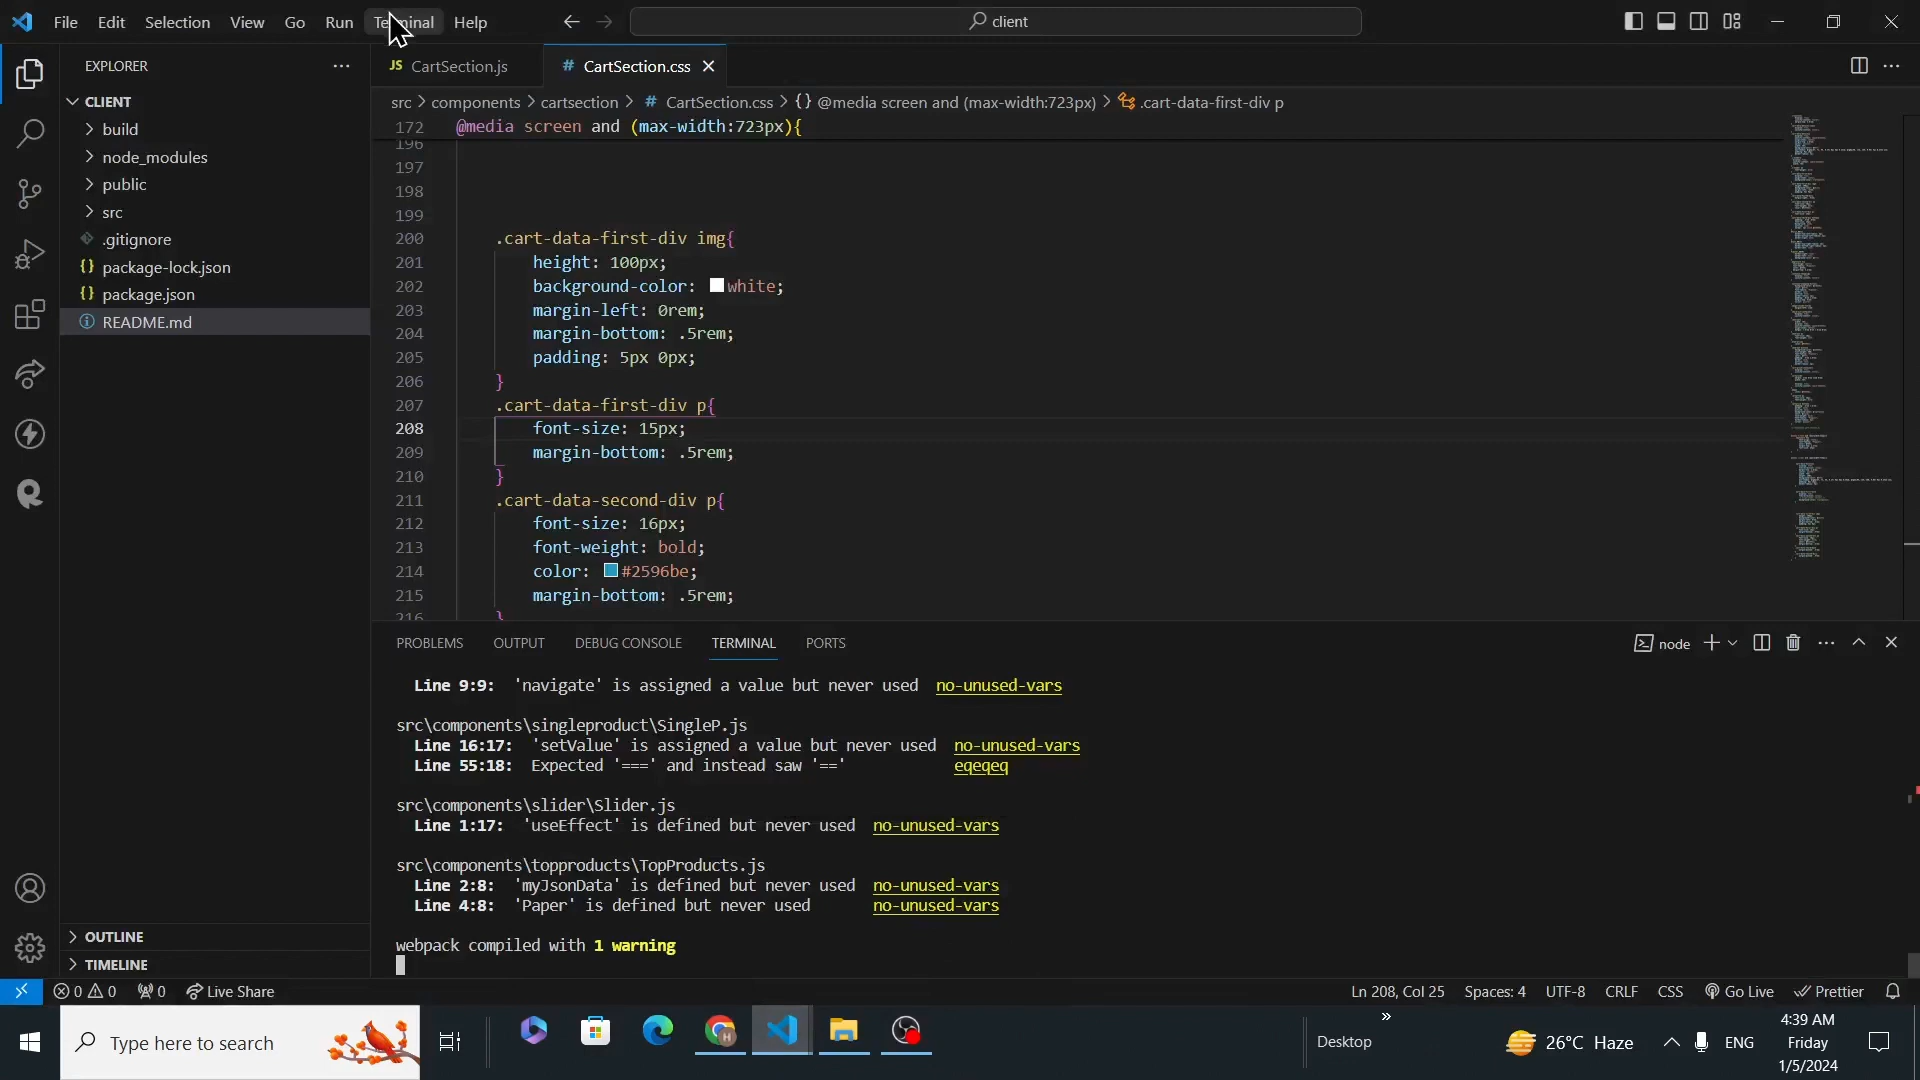 File Edit Selection View Go Run Terminal Help
client
EXPLORER
JS CartSection.js
# CartSection.css
CLIENT
src > components > cartsection > # CartSection.css > {} @media screen and (max-width:723px) > .cart-data-first-div p
build
node_modules
public
src
.gitignore
{} package-lock.json
{} package.json
README.md
172 @media screen and (max-width:723px){
196
197
198
199
200 .cart-data-first-div img{
201 height: 100px;
202 background-color: white;
203 margin-left: 0rem;
204 margin-bottom: .5rem;
205 padding: 5px 0px;
206 }
207 .cart-data-first-div p{
208 font-size: 15px;
209 margin-bottom: .5rem;
210 }
211 .cart-data-second-div p{
212 font-size: 16px;
213 font-weight: bold;
214 color: #2596be;
215 margin-bottom: .5rem;
216 }
PROBLEMS OUTPUT DEBUG CONSOLE TERMINAL PORTS
node
Line 9:9: 'navigate' is assigned a value but never used no-unused-vars
src\components\singleproduct\SingleP.js
Line 16:17: 'setValue' is assigned a value but never used no-unused-vars
Line 55:18: Expected '===' and instead saw '==' eqeqeq
src\components\slider\Slider.js
Line 1:17: 'useEffect' is defined but never used no-unused-vars
src\components\topproducts\TopProducts.js
Line 2:8: 'myJsonData' is defined but never used no-unused-vars
Line 4:8: 'Paper' is defined but never used no-unused-vars
webpack compiled with 1 warning
OUTLINE
TIMELINE
0 0 0 Live Share
Ln 208, Col 25 Spaces: 4 UTF-8 CRLF CSS Go Live Prettier
Type here to search
Desktop
26°C Haze
ENG
4:39 AM
Friday
1/5/2024